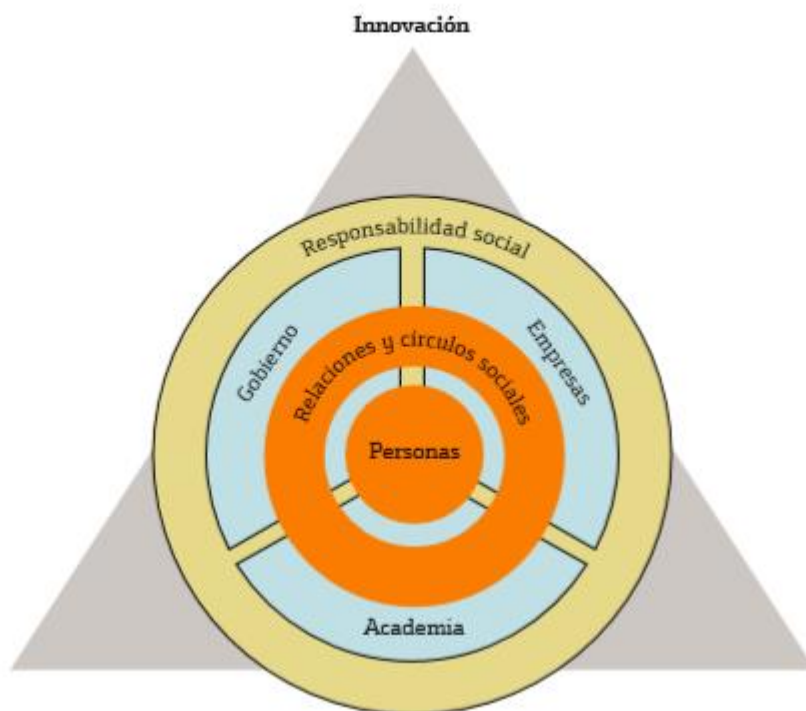 Innovación
Responsabilidad social
Gobierno
Empresas
Relaciones y círculos sociales
Personas
Academia